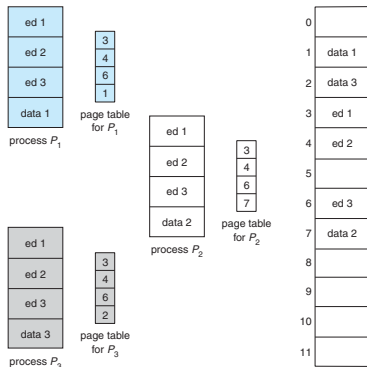 ed 1
ed 2
ed 3
data 1
process P1
3
4
6
1
page table
for P1
ed 1
ed 2
ed 3
data 2
process P2
3
4
6
7
page table
for P2
ed 1
ed 2
ed 3
data 3
process P3
3
4
6
2
page table
for P3
0
1 data 1
2 data 3
3 ed 1
4 ed 2
5
6 ed 3
7 data 2
8
9
10
11